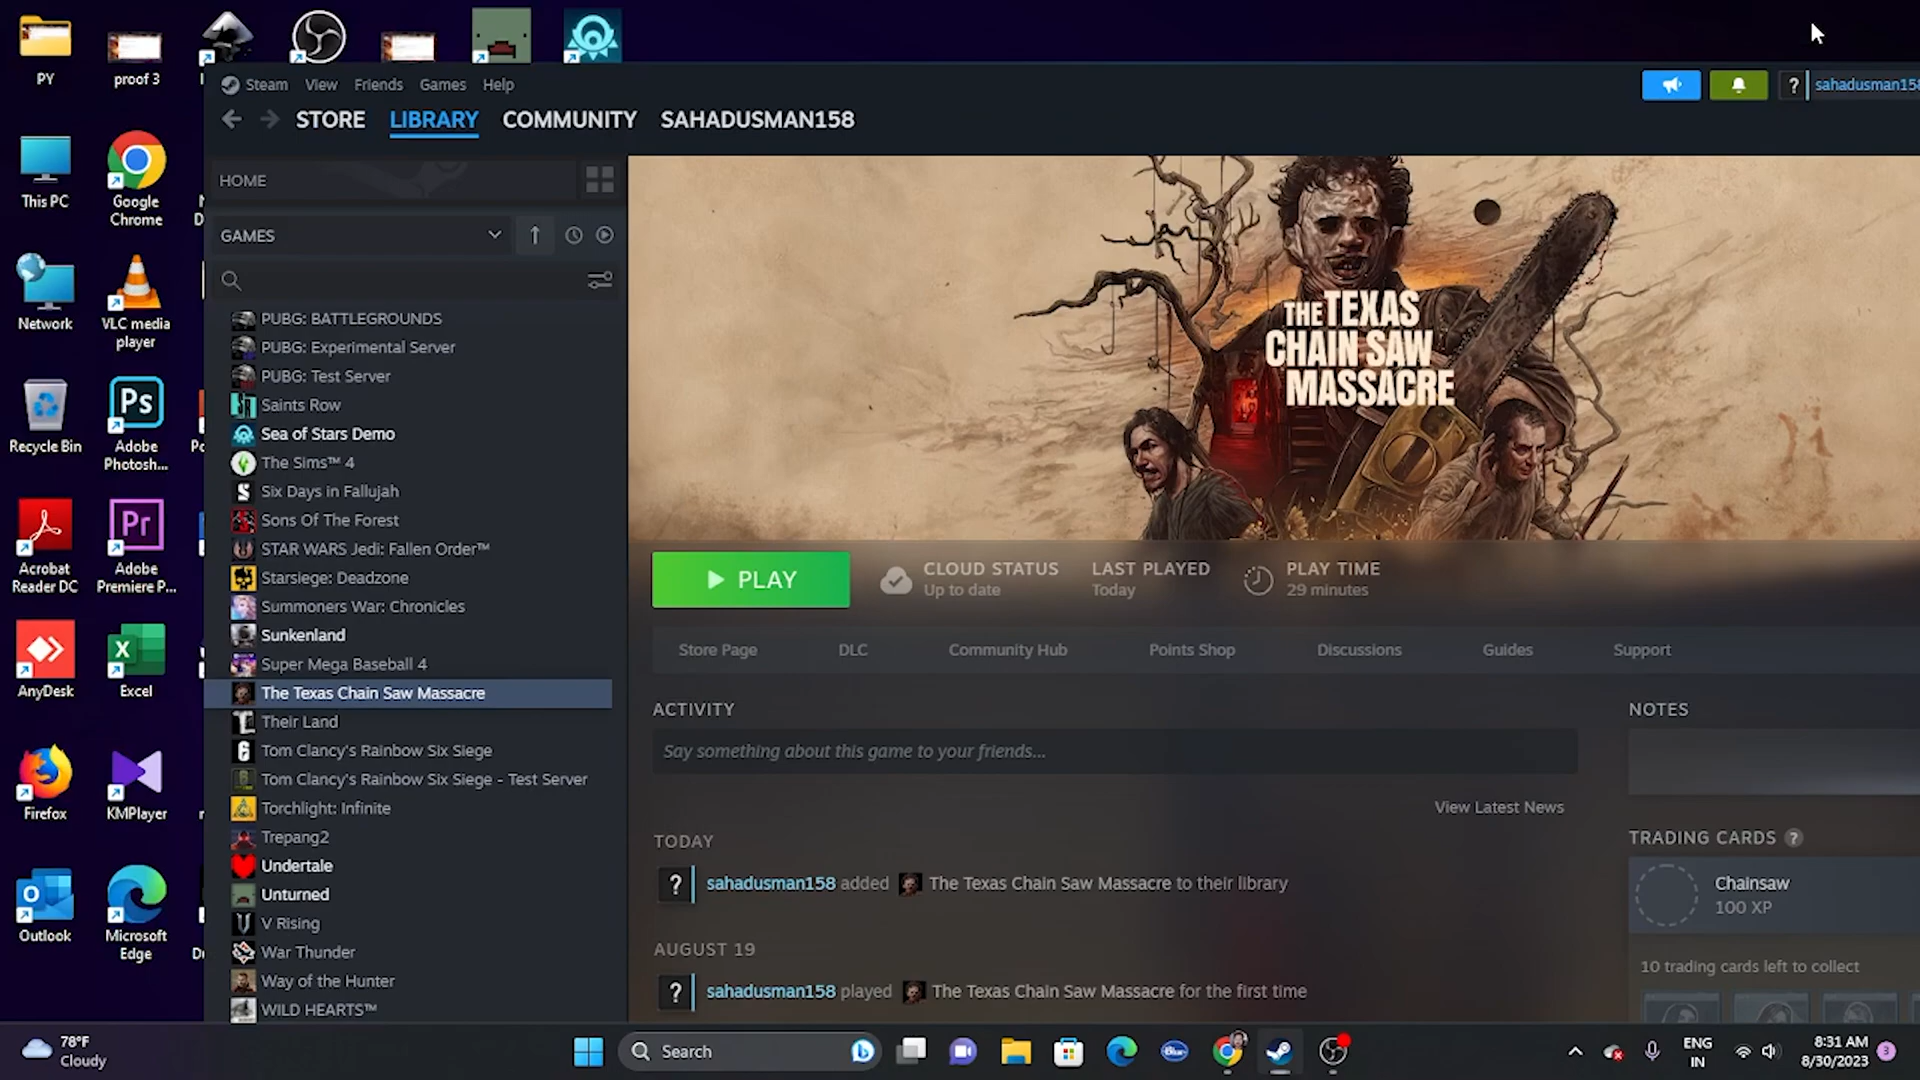 PY
proof 3
This PC
Google
Chrome
Network
VLC media
player
Recycle Bin
Ps
Adobe
Photosh...
Acrobat
Reader DC
Pr
Adobe
Premiere P...
AnyDesk
X
Excel
Firefox
KMPlayer
Outlook
Microsoft
Edge
Steam View Friends Games Help
? sahadusman158
STORE LIBRARY COMMUNITY SAHADUSMAN158
HOME
GAMES
PUBG: BATTLEGROUNDS
PUBG: Experimental Server
PUBG: Test Server
Saints Row
Sea of Stars Demo
The Sims™ 4
Six Days in Fallujah
Sons Of The Forest
STAR WARS Jedi: Fallen Order™
Starsiege: Deadzone
Summoners War: Chronicles
Sunkenland
Super Mega Baseball 4
The Texas Chain Saw Massacre
Their Land
Tom Clancy's Rainbow Six Siege
Tom Clancy's Rainbow Six Siege - Test Server
Torchlight: Infinite
Trepang2
Undertale
Unturned
V Rising
War Thunder
Way of the Hunter
WILD HEARTS™
THE TEXAS
CHAIN SAW
MASSACRE
PLAY
CLOUD STATUS
Up to date
LAST PLAYED
Today
PLAY TIME
29 minutes
Store Page DLC Community Hub Points Shop Discussions Guides Support
ACTIVITY
Say something about this game to your friends...
View Latest News
TODAY
? sahadusman158 added The Texas Chain Saw Massacre to their library
AUGUST 19
? sahadusman158 played The Texas Chain Saw Massacre for the first time
NOTES
TRADING CARDS ?
Chainsaw
100 XP
10 trading cards left to collect
78°F
Cloudy
Search
ENG
IN
8:31 AM
8/30/2023
3